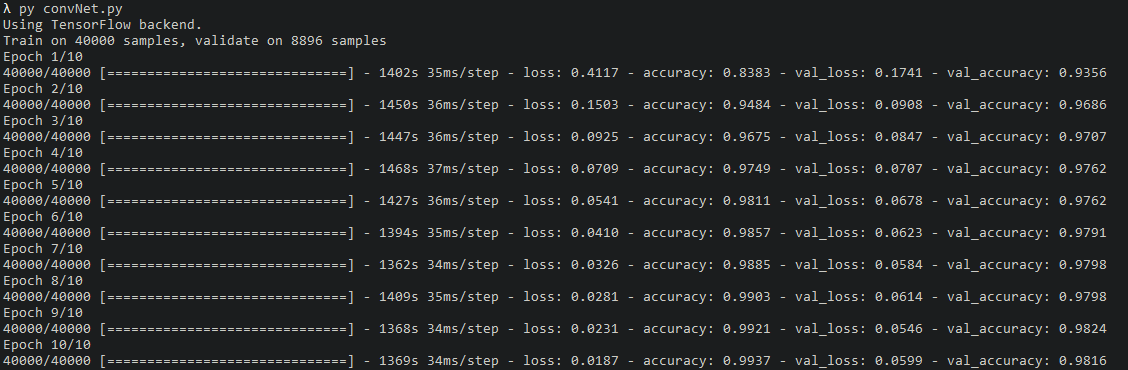 λ py convNet.py
Using TensorFlow backend.
Train on 40000 samples, validate on 8896 samples
Epoch 1/10
40000/40000 [==============================] - 1402s 35ms/step - loss: 0.4117 - accuracy: 0.8383 - val_loss: 0.1741 - val_accuracy: 0.9356
Epoch 2/10
40000/40000 [==============================] - 1450s 36ms/step - loss: 0.1503 - accuracy: 0.9484 - val_loss: 0.0908 - val_accuracy: 0.9686
Epoch 3/10
40000/40000 [==============================] - 1447s 36ms/step - loss: 0.0925 - accuracy: 0.9675 - val_loss: 0.0847 - val_accuracy: 0.9707
Epoch 4/10
40000/40000 [==============================] - 1468s 37ms/step - loss: 0.0709 - accuracy: 0.9749 - val_loss: 0.0707 - val_accuracy: 0.9762
Epoch 5/10
40000/40000 [==============================] - 1427s 36ms/step - loss: 0.0541 - accuracy: 0.9811 - val_loss: 0.0678 - val_accuracy: 0.9762
Epoch 6/10
40000/40000 [==============================] - 1394s 35ms/step - loss: 0.0410 - accuracy: 0.9857 - val_loss: 0.0623 - val_accuracy: 0.9791
Epoch 7/10
40000/40000 [==============================] - 1362s 34ms/step - loss: 0.0326 - accuracy: 0.9885 - val_loss: 0.0584 - val_accuracy: 0.9798
Epoch 8/10
40000/40000 [==============================] - 1409s 35ms/step - loss: 0.0281 - accuracy: 0.9903 - val_loss: 0.0614 - val_accuracy: 0.9798
Epoch 9/10
40000/40000 [==============================] - 1368s 34ms/step - loss: 0.0231 - accuracy: 0.9921 - val_loss: 0.0546 - val_accuracy: 0.9824
Epoch 10/10
40000/40000 [==============================] - 1369s 34ms/step - loss: 0.0187 - accuracy: 0.9937 - val_loss: 0.0599 - val_accuracy: 0.9816